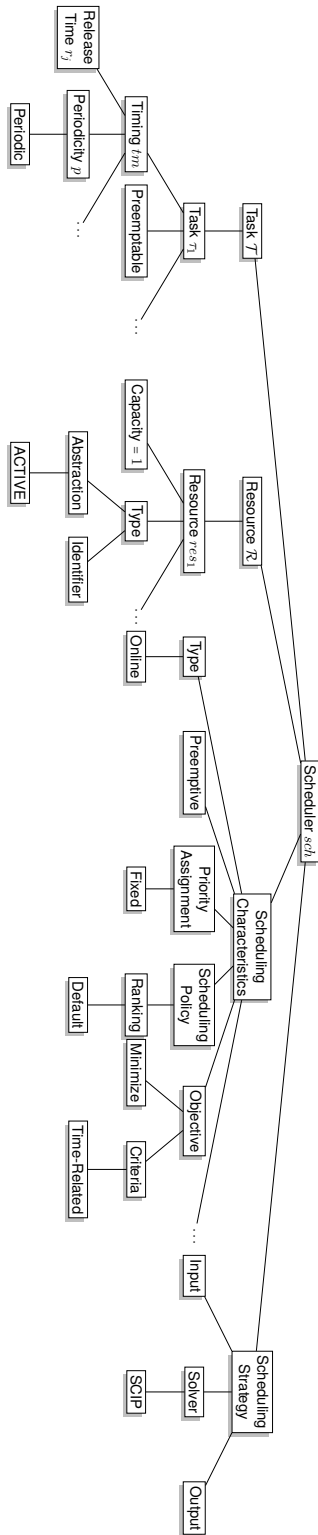 Scheduler sch
Task 𝒯
Resource ℛ
Scheduling
Characteristics
Scheduling
Strategy
Task τ₁
Resource res₁
Type
Preemptive
Priority
Assignment
Scheduling
Policy
Objective
...
Input
Solver
Output
Timing tm
Preemptable
...
Capacity = 1
Type
...
Online
Fixed
Ranking
Minimize
Criteria
SCIP
Release
Time rⱼ
Periodicity p
...
Abstraction
Identifier
Default
Time-Related
Periodic
ACTIVE